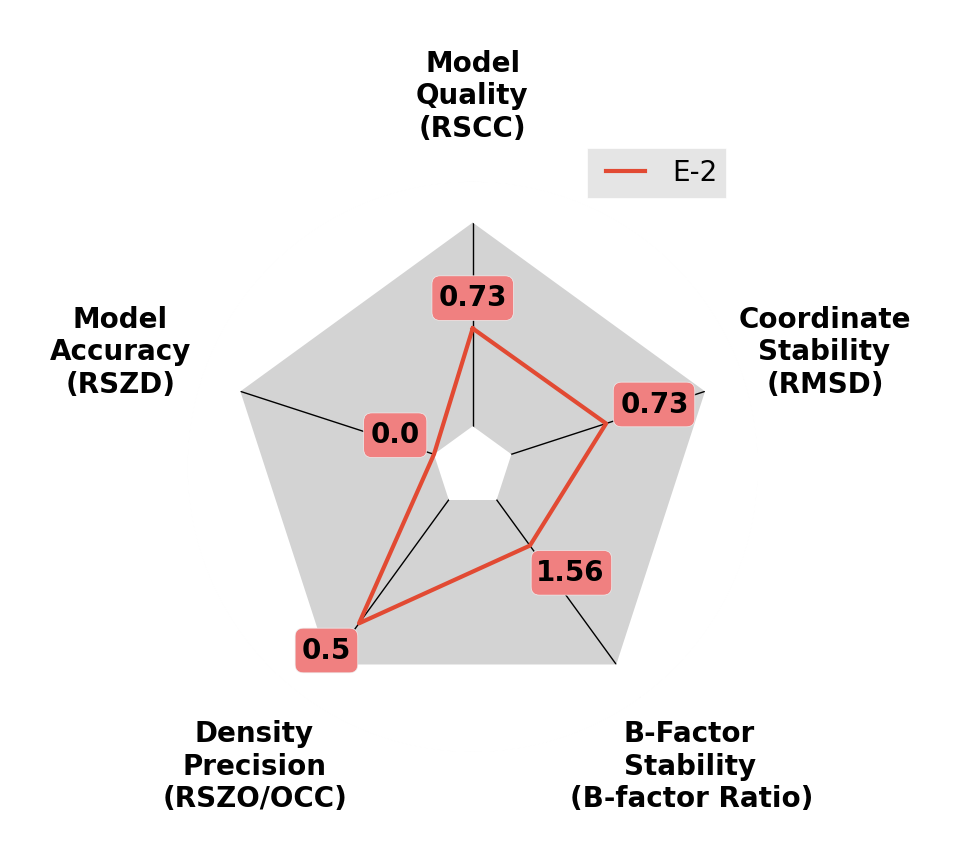 Model
Quality
(RSCC)
E-2
0.73
Model
Accuracy
(RSZD)
Coordinate
Stability
(RMSD)
0.73
0.0
1.56
0.5
Density
Precision
(RSZO/OCC)
B-Factor
Stability
(B-factor Ratio)